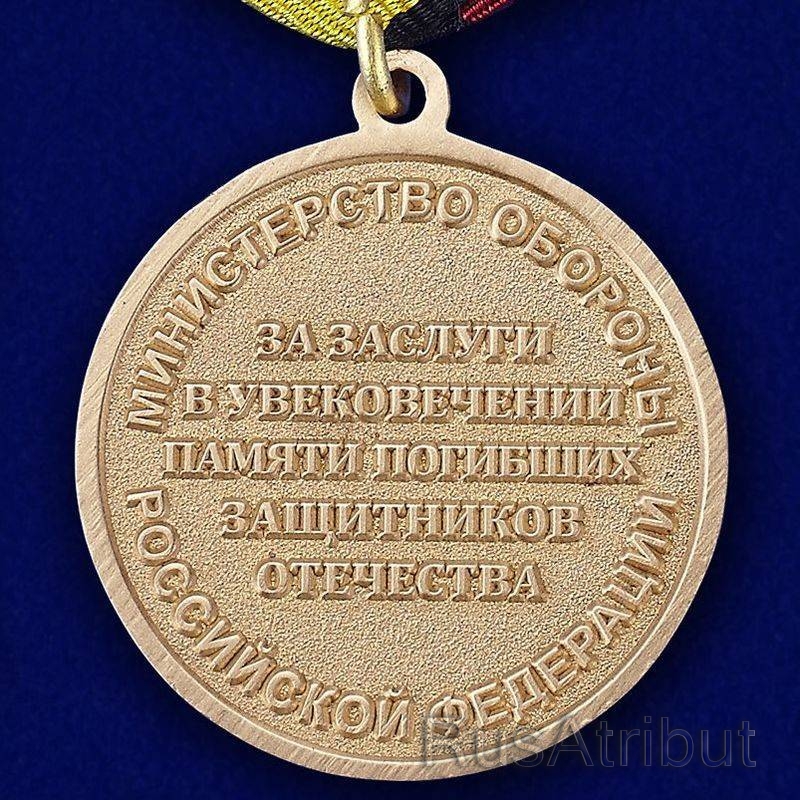 МИНИСТЕРСТВО ОБОРОНЫ
ЗА ЗАСЛУГИ
В УВЕКОВЕЧЕНИИ
ПАМЯТИ ПОГИБШИХ
ЗАЩИТНИКОВ
ОТЕЧЕСТВА
РОССИЙСКОЙ ФЕДЕРАЦИИ
RusAtribut